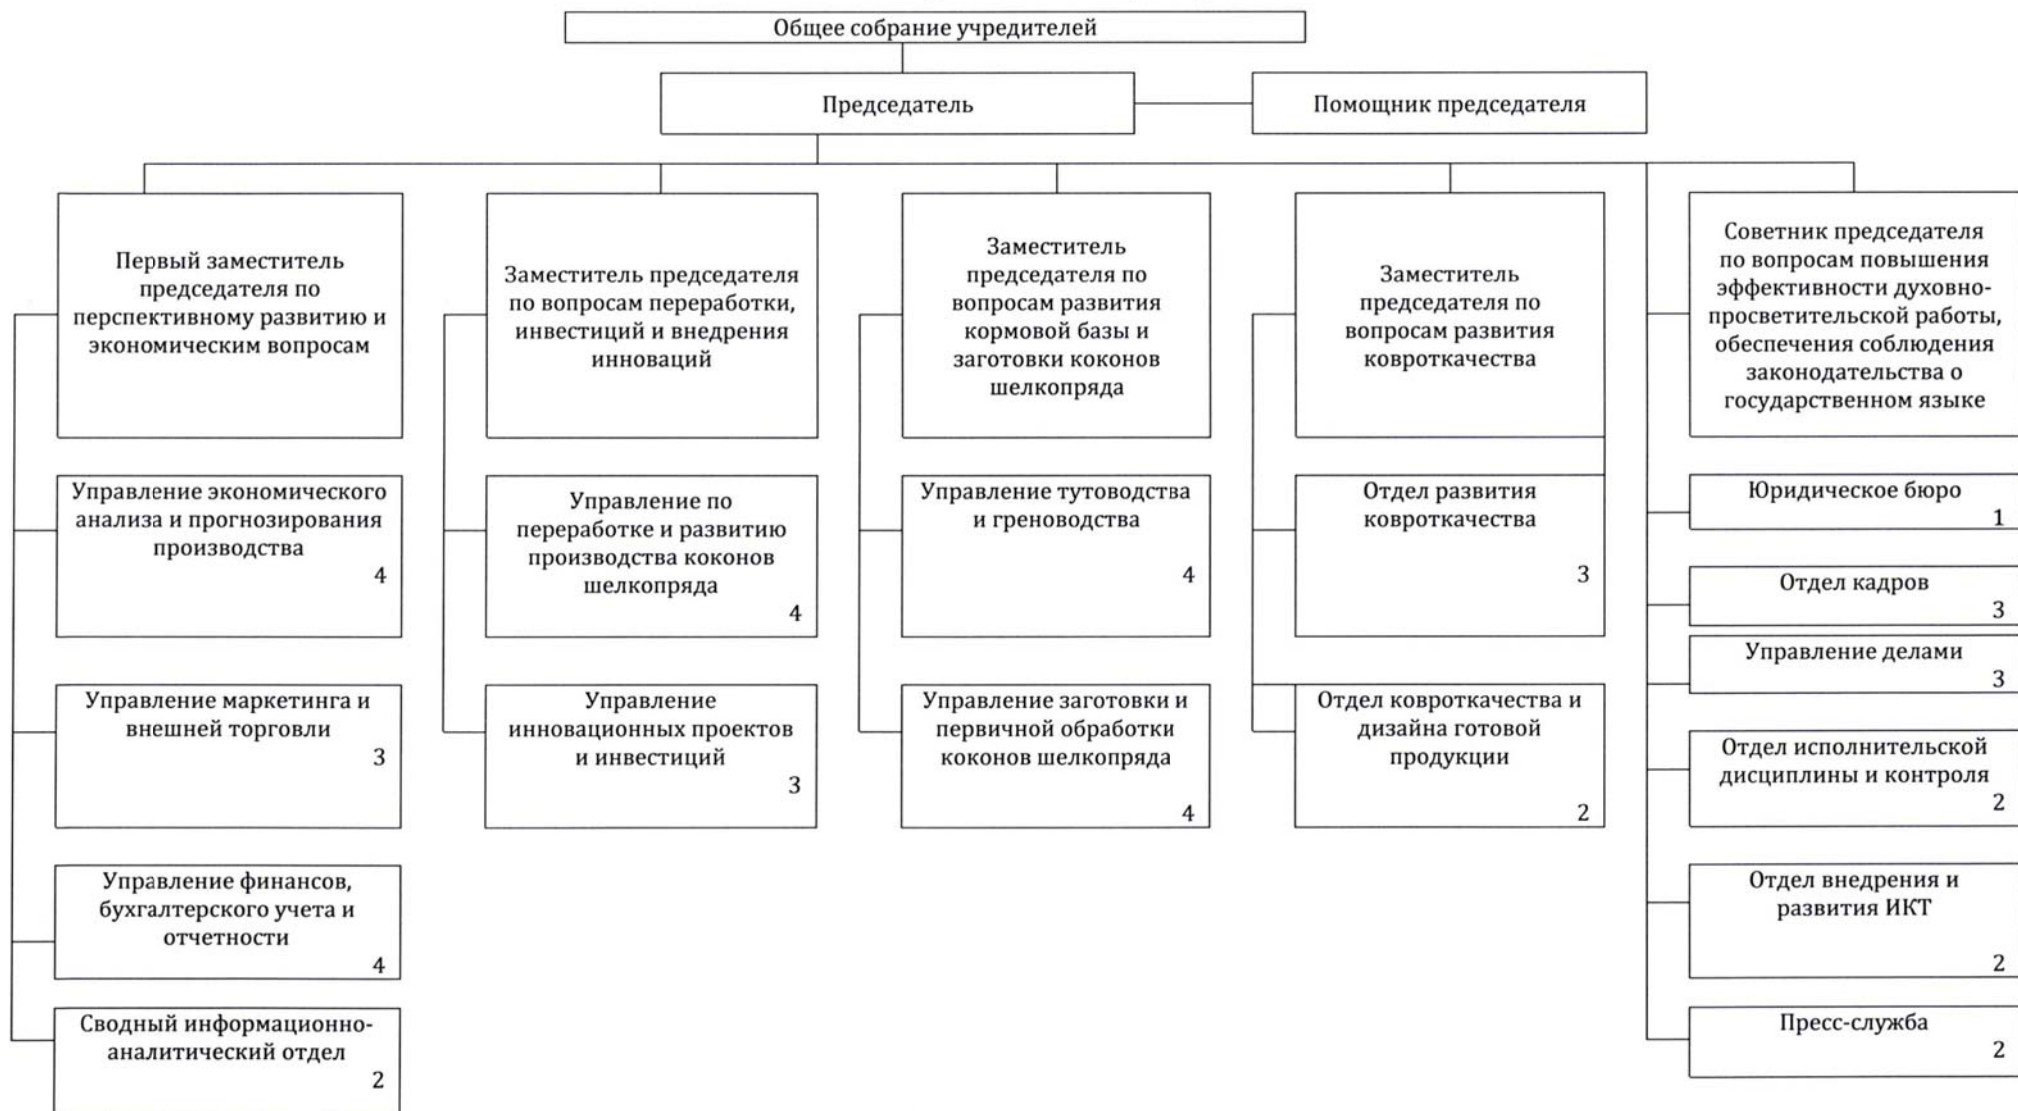 Общее собрание учредителей
Председатель
Помощник председателя
Первый заместитель
председателя по
перспективному развитию и
экономическим вопросам
Заместитель председателя
по вопросам переработки,
инвестиций и внедрения
инноваций
Заместитель
председателя по
вопросам развития
кормовой базы и
заготовки коконов
шелкопряда
Заместитель
председателя по
вопросам развития
ковроткачества
Советник председателя
по вопросам повышения
эффективности духовно-
просветительской работы,
обеспечения соблюдения
законодательства о
государственном языке
Управление экономического
анализа и прогнозирования
производства
4
Управление по
переработке и развитию
производства коконов
шелкопряда
4
Управление тутоводства
и греноводства
4
Отдел развития
ковроткачества
3
Юридическое бюро
1
Отдел кадров
3
Управление делами
3
Управление маркетинга и
внешней торговли
3
Управление
инновационных проектов
и инвестиций
3
Управление заготовки и
первичной обработки
коконов шелкопряда
4
Отдел ковроткачества и
дизайна готовой
продукции
2
Отдел исполнительской
дисциплины и контроля
2
Управление финансов,
бухгалтерского учета и
отчетности
4
Отдел внедрения и
развития ИКТ
2
Сводный информационно-
аналитический отдел
2
Пресс-служба
2